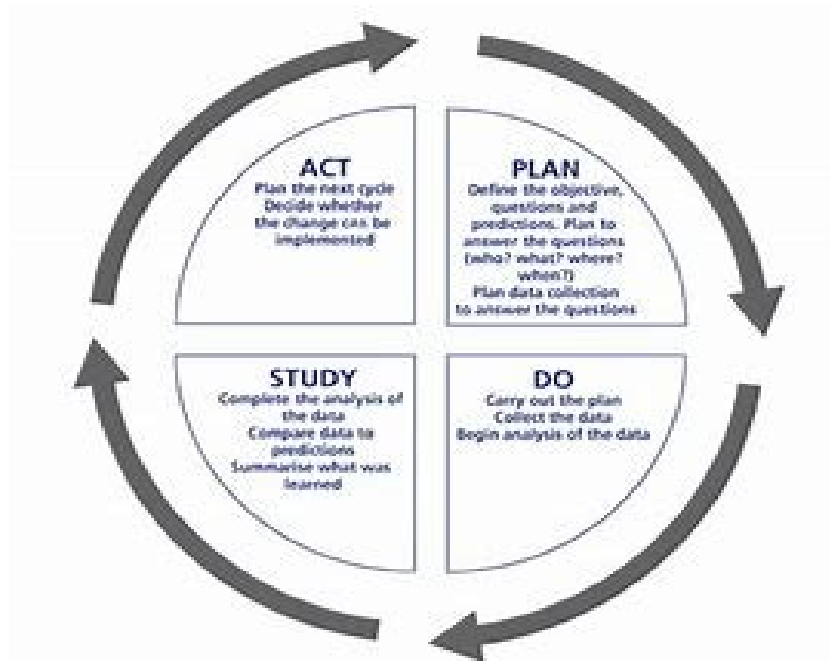 ACT
Plan the next cycle
Decide whether
the change can be
implemented
PLAN
Define the objective,
questions and
predictions. Plan to
answer the questions
(who? what? where?
when?)
Plan data collection
to answer the questions
STUDY
Complete the analysis of
the data
Compare data to
predictions
Summarise what was
learned
DO
Carry out the plan
Collect the data
Begin analysis of the data